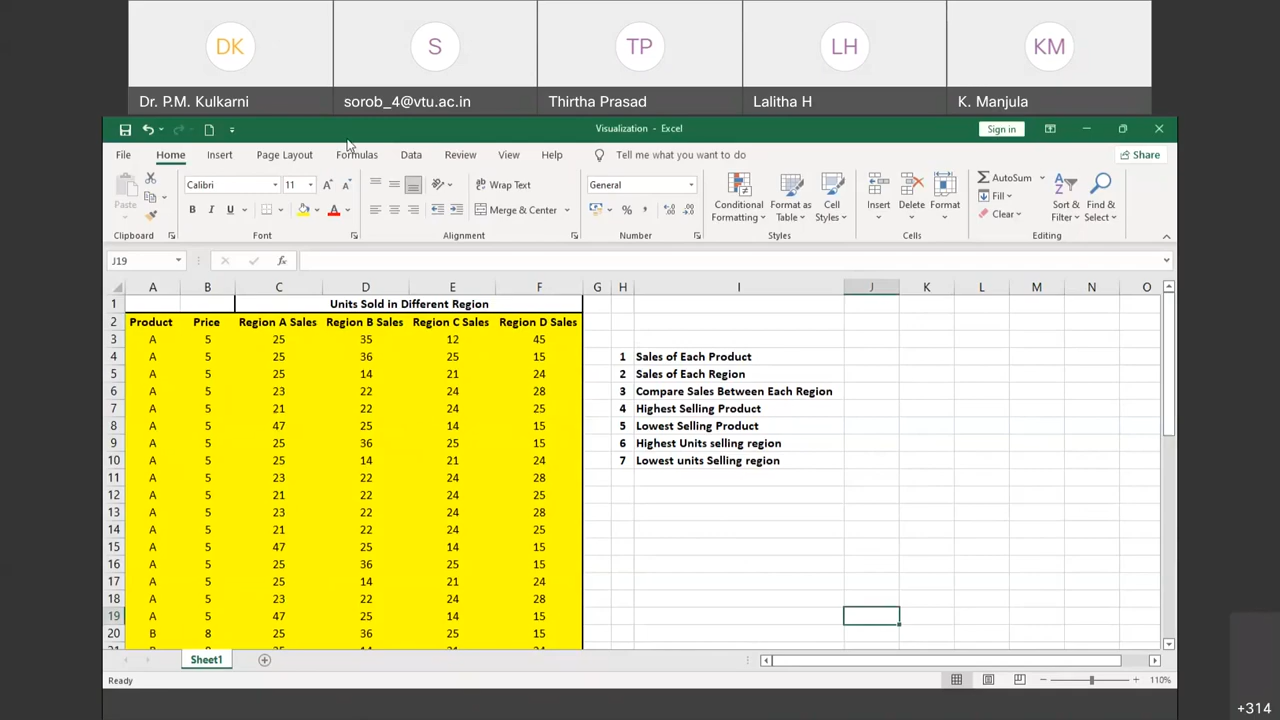 DK S TP LH KM
Dr. P.M. Kulkarni sorob_4@vtu.ac.in Thirtha Prasad Lalitha H K. Manjula
Visualization - Excel Sign in
File Home Insert Page Layout Formulas Data Review View Help Tell me what you want to do Share
Paste Calibri 11 A A Wrap Text General Conditional Formatting Format as Table Cell Styles Insert Delete Format AutoSum Fill Clear Sort & Filter Find & Select
B I U A Merge & Center %
Clipboard Font Alignment Number Styles Cells Editing
J19 fx
A B C D E F G H I J K L M N O
1 Units Sold in Different Region
2 Product Price Region A Sales Region B Sales Region C Sales Region D Sales
3 A 5 25 35 12 45
4 A 5 25 36 25 15 1 Sales of Each Product
5 A 5 25 14 21 24 2 Sales of Each Region
6 A 5 23 22 24 28 3 Compare Sales Between Each Region
7 A 5 21 22 24 25 4 Highest Selling Product
8 A 5 47 25 14 15 5 Lowest Selling Product
9 A 5 25 36 25 15 6 Highest Units selling region
10 A 5 25 14 21 24 7 Lowest units Selling region
11 A 5 23 22 24 28
12 A 5 21 22 24 25
13 A 5 23 22 24 28
14 A 5 21 22 24 25
15 A 5 47 25 14 15
16 A 5 25 36 25 15
17 A 5 25 14 21 24
18 A 5 23 22 24 28
19 A 5 47 25 14 15
20 B 8 25 36 25 15
Sheet1
Ready 110%
+314